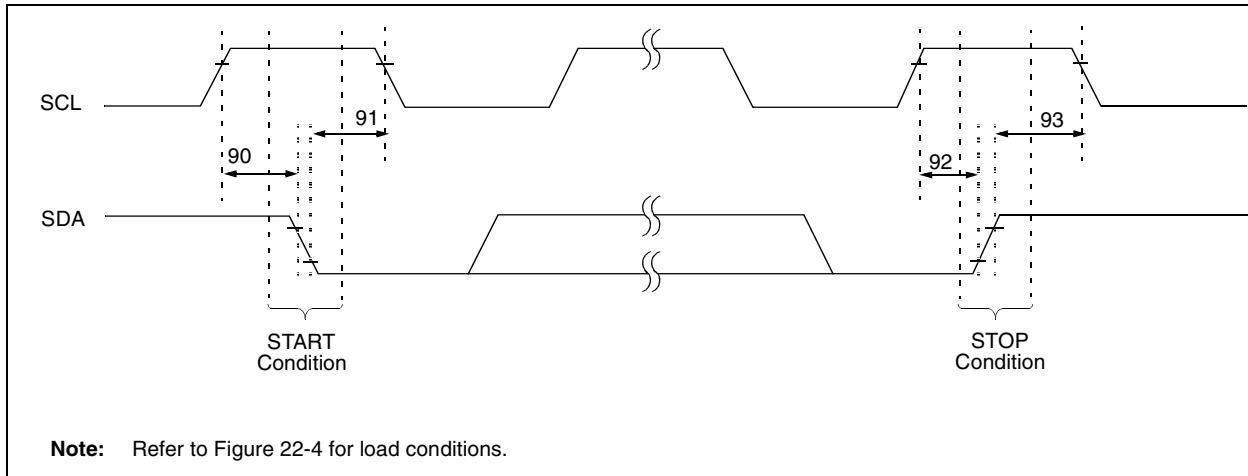 SCL
91
93
90
92
SDA
START
Condition
STOP
Condition
Note: Refer to Figure 22-4 for load conditions.